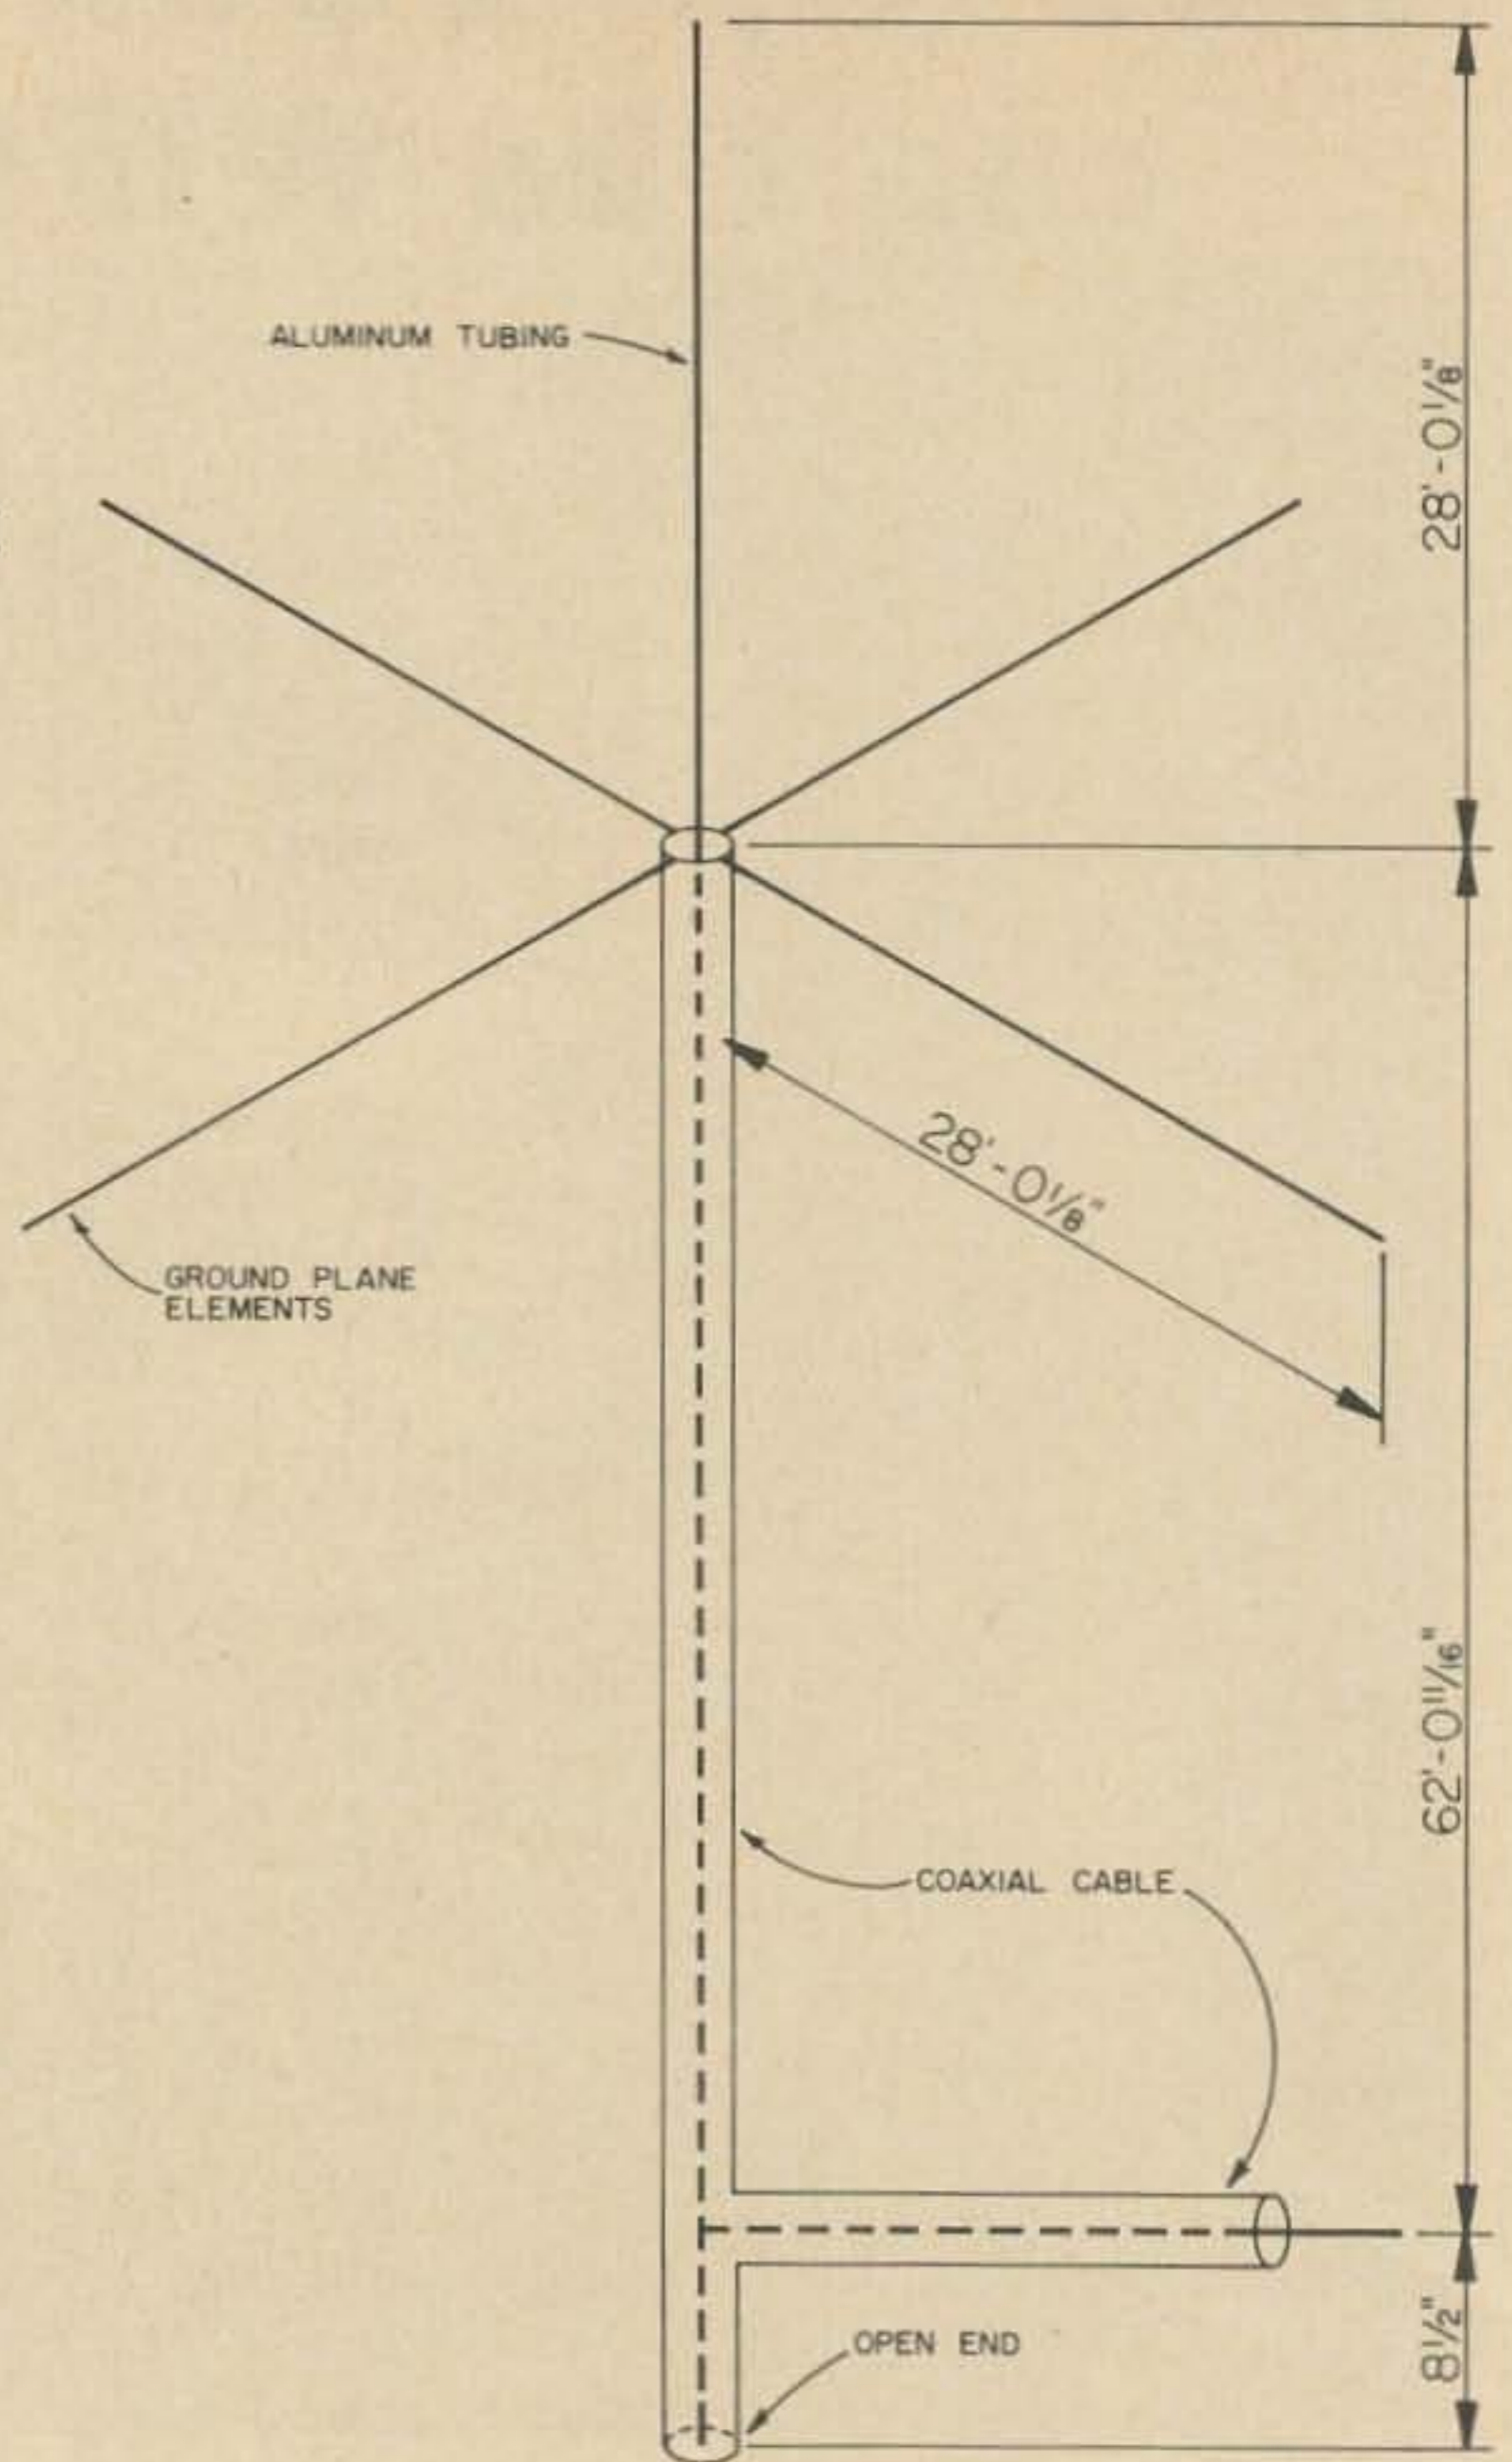 ALUMINUM TUBING
28'-0 1/8"
28'-0 1/8"
GROUND PLANE
ELEMENTS
62'-0 11/16"
COAXIAL CABLE
OPEN END
8 1/2"